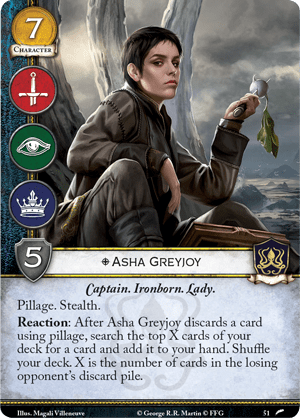 7
CHARACTER
5
ASHA GREYJOY
Captain. Ironborn. Lady.
Pillage. Stealth.
Reaction: After Asha Greyjoy discards a card
using pillage, search the top X cards of your
deck for a card and add it to your hand. Shuffle
your deck. X is the number of cards in the losing
opponent's discard pile.
Illus. Magali Villeneuve
© George R.R. Martin © FFG
51